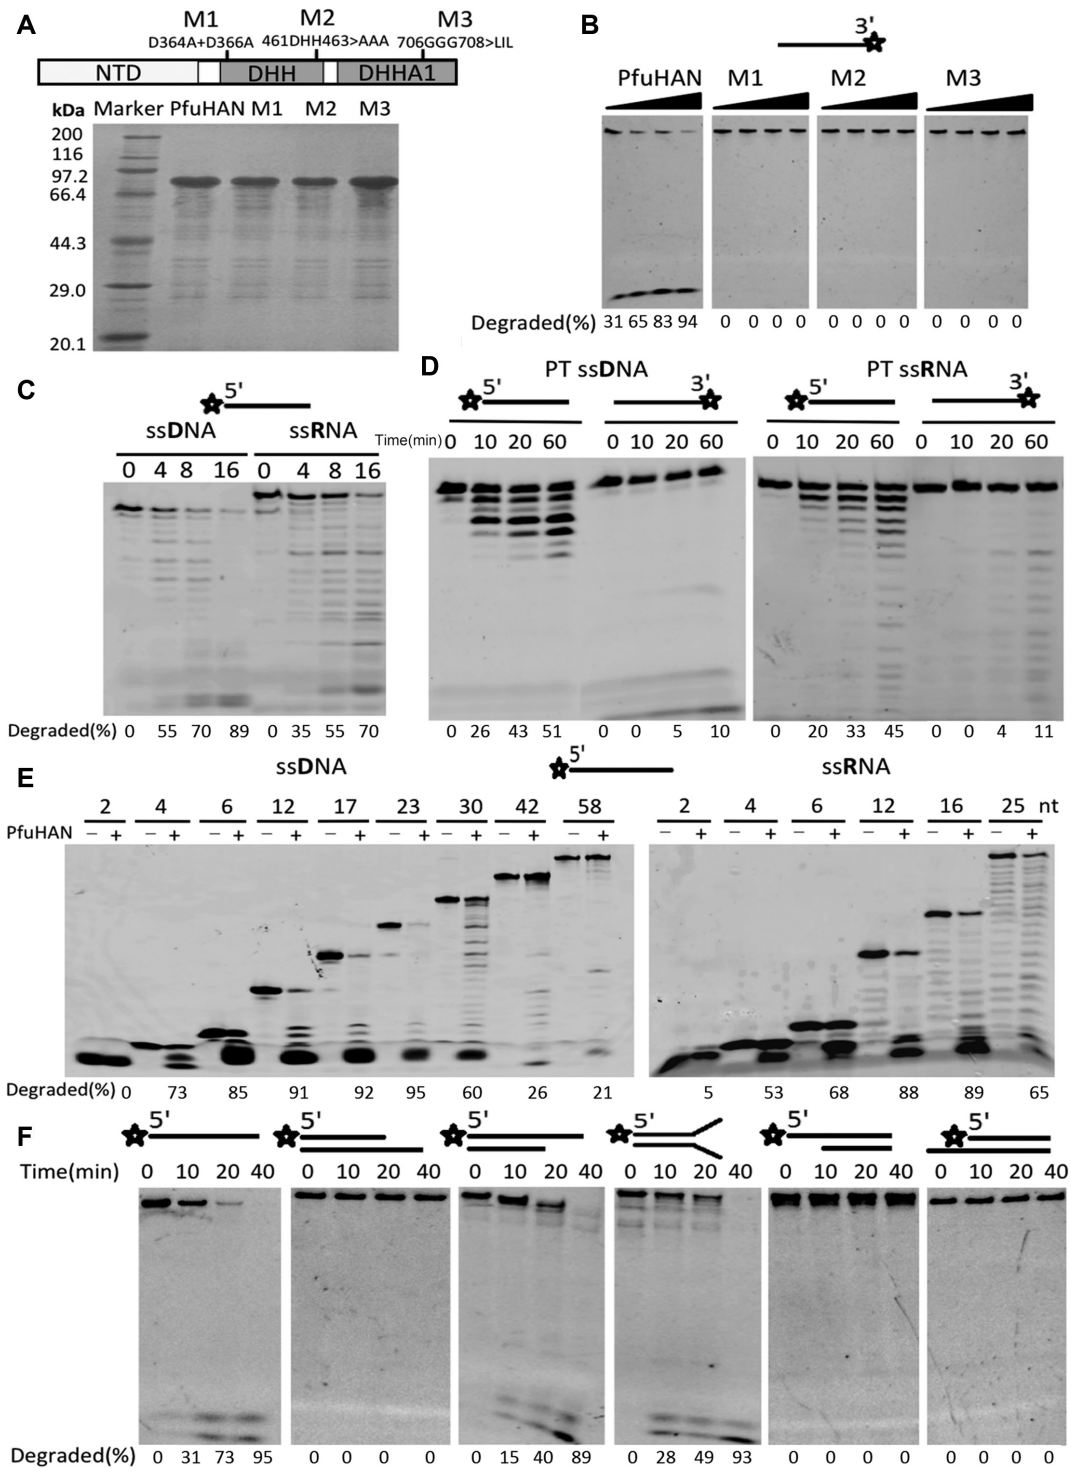 A
M1 M2 M3
D364A+D366A 461DHH463>AAA 706GGG708>LIL
NTD DHH DHHA1
kDa Marker PfuHAN M1 M2 M3
200
116
97.2
66.4
44.3
29.0
20.1
B
3'
PfuHAN M1 M2 M3
Degraded(%) 31 65 83 94 0 0 0 0 0 0 0 0 0 0 0 0
C
5'
ssDNA ssRNA
0 4 8 16 0 4 8 16
Degraded(%) 0 55 70 89 0 35 55 70
D
PT ssDNA PT ssRNA
5' 3' 5' 3'
Time(min) 0 10 20 60 0 10 20 60 0 10 20 60 0 10 20 60
0 26 43 51 0 0 5 10 0 20 33 45 0 0 4 11
E
ssDNA 5' ssRNA
2 4 6 12 17 23 30 42 58 2 4 6 12 16 25 nt
PfuHAN − + − + − + − + − + − + − + − + − + − + − + − + − + − + − +
Degraded(%) 0 73 85 91 92 95 60 26 21 5 53 68 88 89 65
F
5' 5' 5' 5' 5' 5'
Time(min) 0 10 20 40 0 10 20 40 0 10 20 40 0 10 20 40 0 10 20 40 0 10 20 40
Degraded(%) 0 31 73 95 0 0 0 0 0 15 40 89 0 28 49 93 0 0 0 0 0 0 0 0